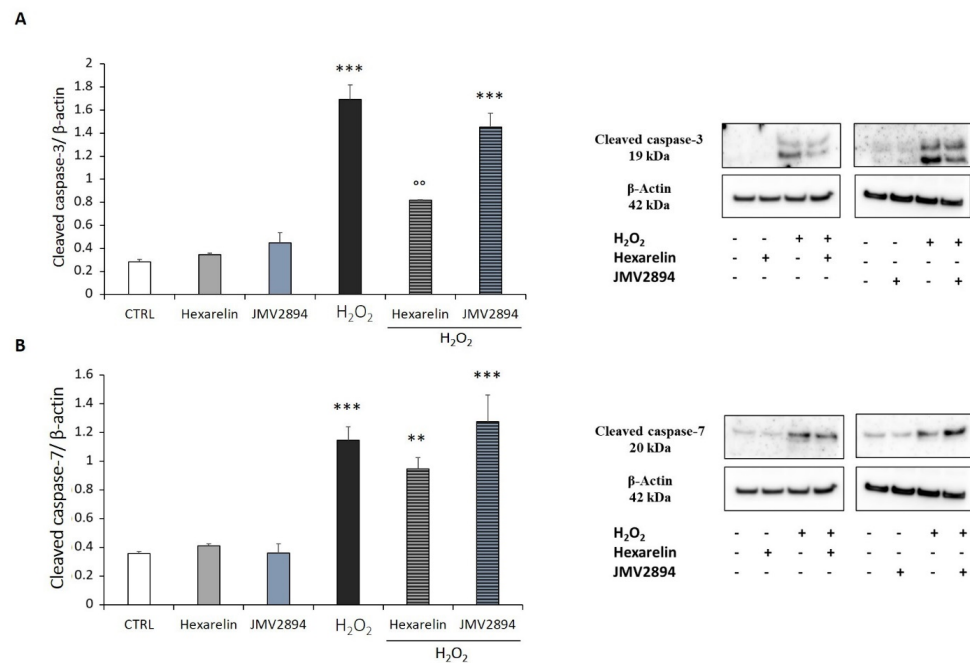 A
Cleaved caspase-3/ β-actin
2
1.8
1.6
1.4
1.2
1
0.8
0.6
0.4
0.2
0
***
°°
***
CTRL Hexarelin JMV2894 H₂O₂ Hexarelin JMV2894
H₂O₂
Cleaved caspase-3
19 kDa
β-Actin
42 kDa
H₂O₂ - - + + - - + +
Hexarelin - + - + - - - -
JMV2894 - - - - - + - +
B
Cleaved caspase-7/ β-actin
1.6
1.4
1.2
1
0.8
0.6
0.4
0.2
0
***
**
***
CTRL Hexarelin JMV2894 H₂O₂ Hexarelin JMV2894
H₂O₂
Cleaved caspase-7
20 kDa
β-Actin
42 kDa
H₂O₂ - - + + - - + +
Hexarelin - + - + - - - -
JMV2894 - - - - - + - +